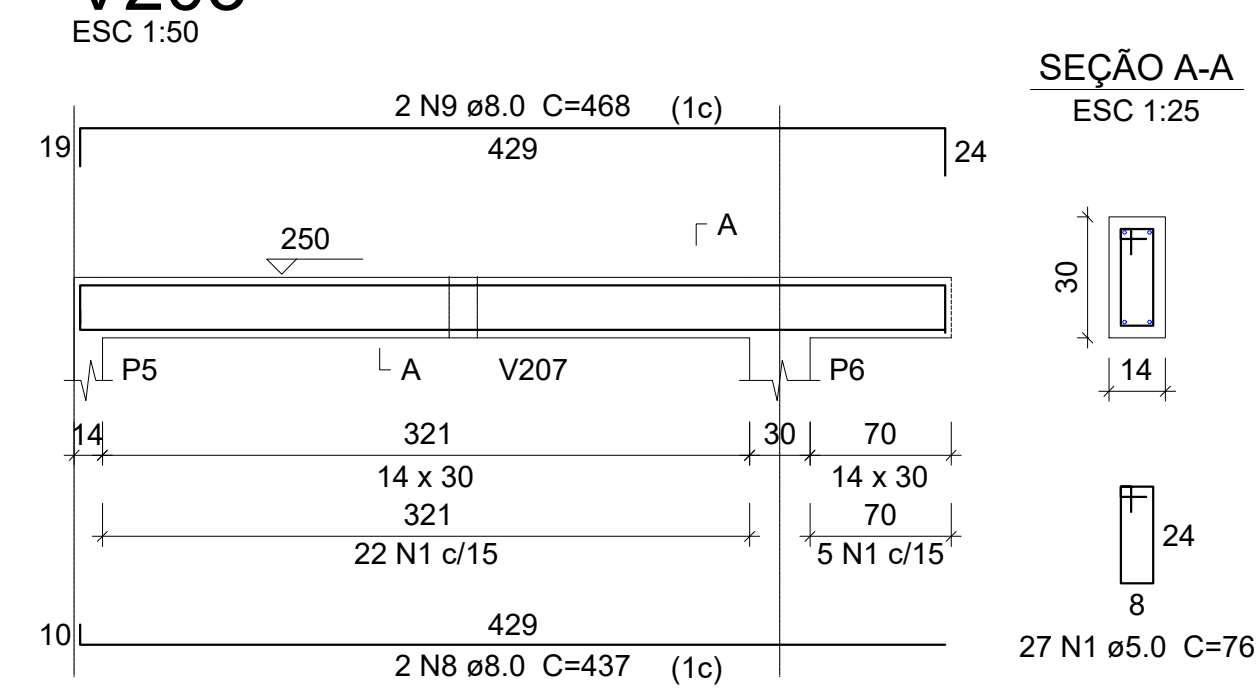 ESC 1:50
SEÇÃO A-A
ESC 1:25
2 N9 ø8.0 C=468 (1c)
19
429
24
A
250
30
P5
A
V207
P6
14
14
321
30
70
14 x 30
14 x 30
321
70
22 N1 c/15
5 N1 c/15
24
8
10
429
27 N1 ø5.0 C=76
2 N8 ø8.0 C=437 (1c)